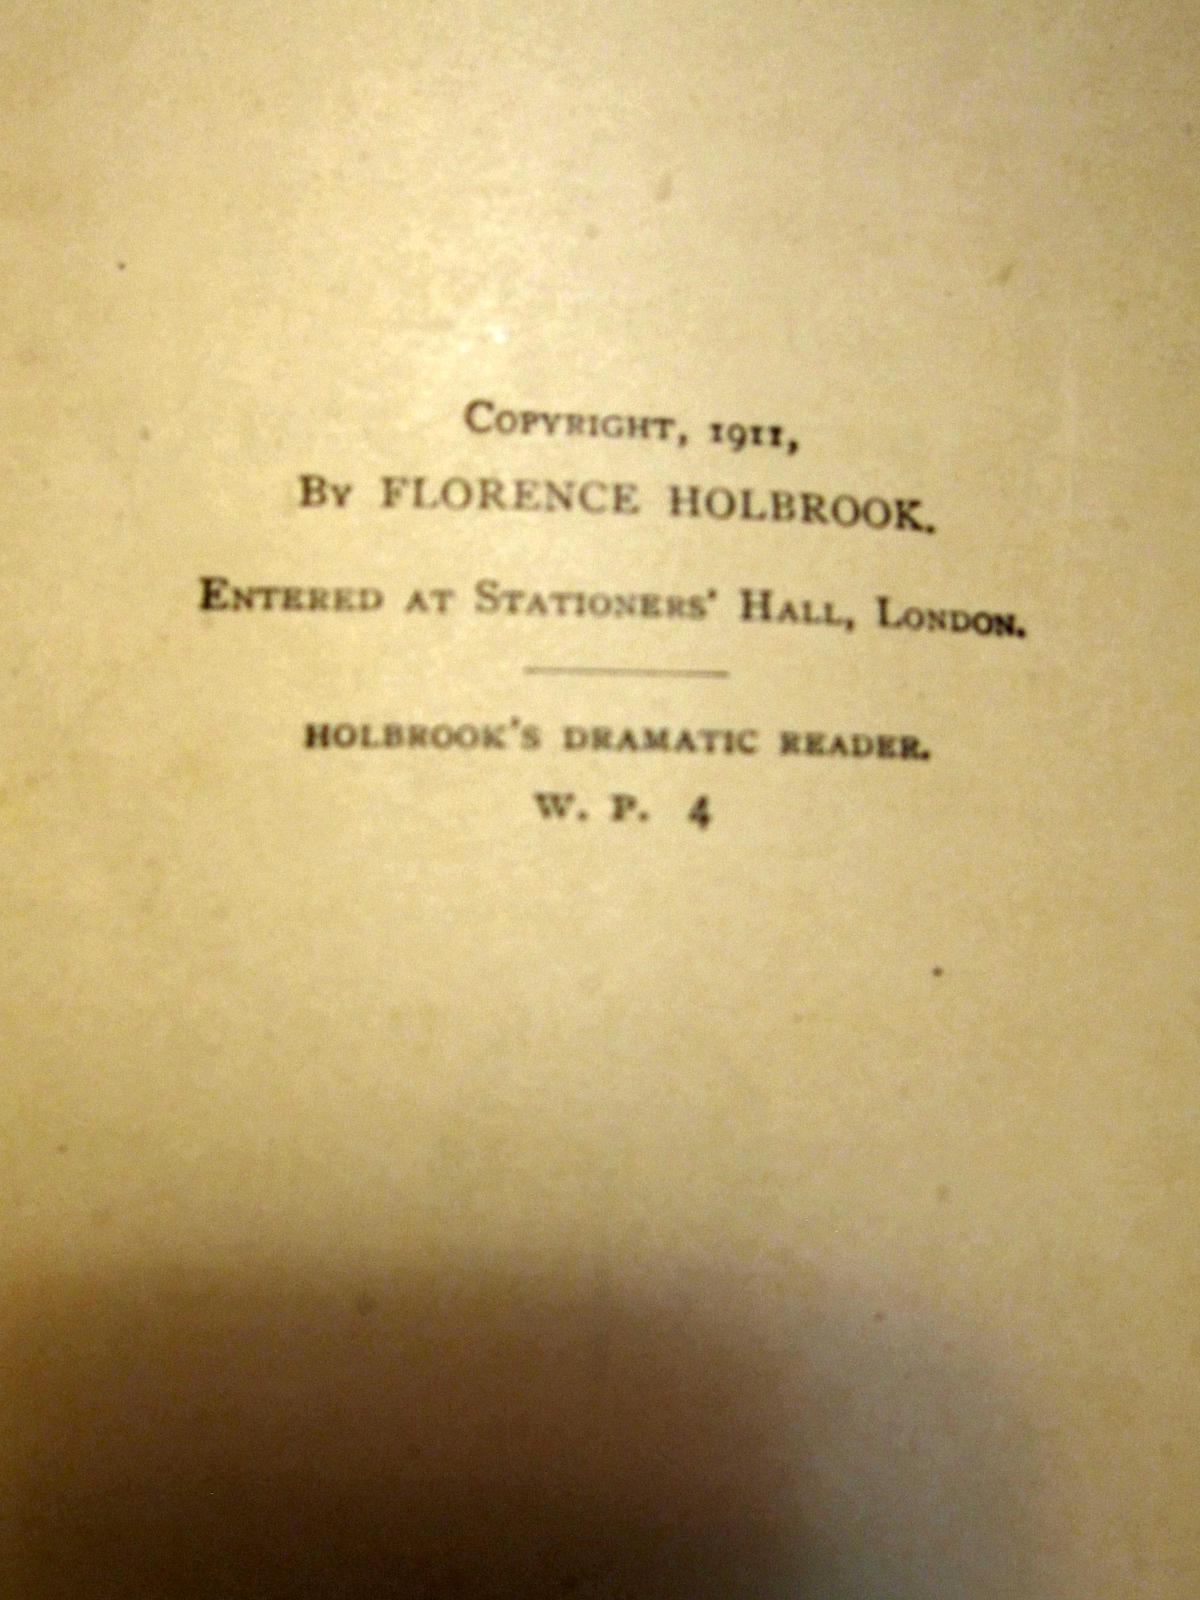 Copyright, 1911,
By FLORENCE HOLBROOK.
Entered at Stationers' Hall, London.
HOLBROOK'S DRAMATIC READER.
W. P. 4